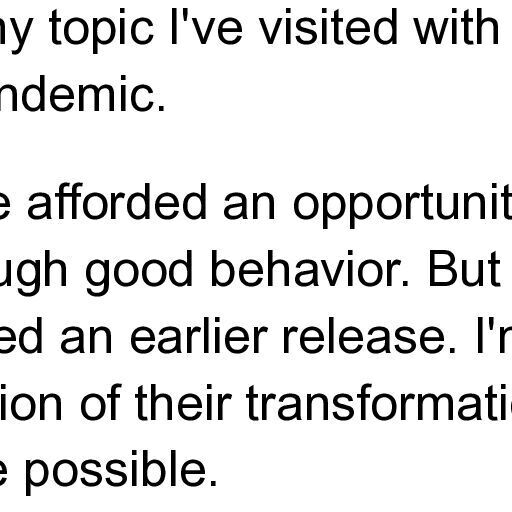 ny topic I've visited with
ndemic.
e afforded an opportunit
ugh good behavior. But
ed an earlier release. I'm
ion of their transformati
e possible.